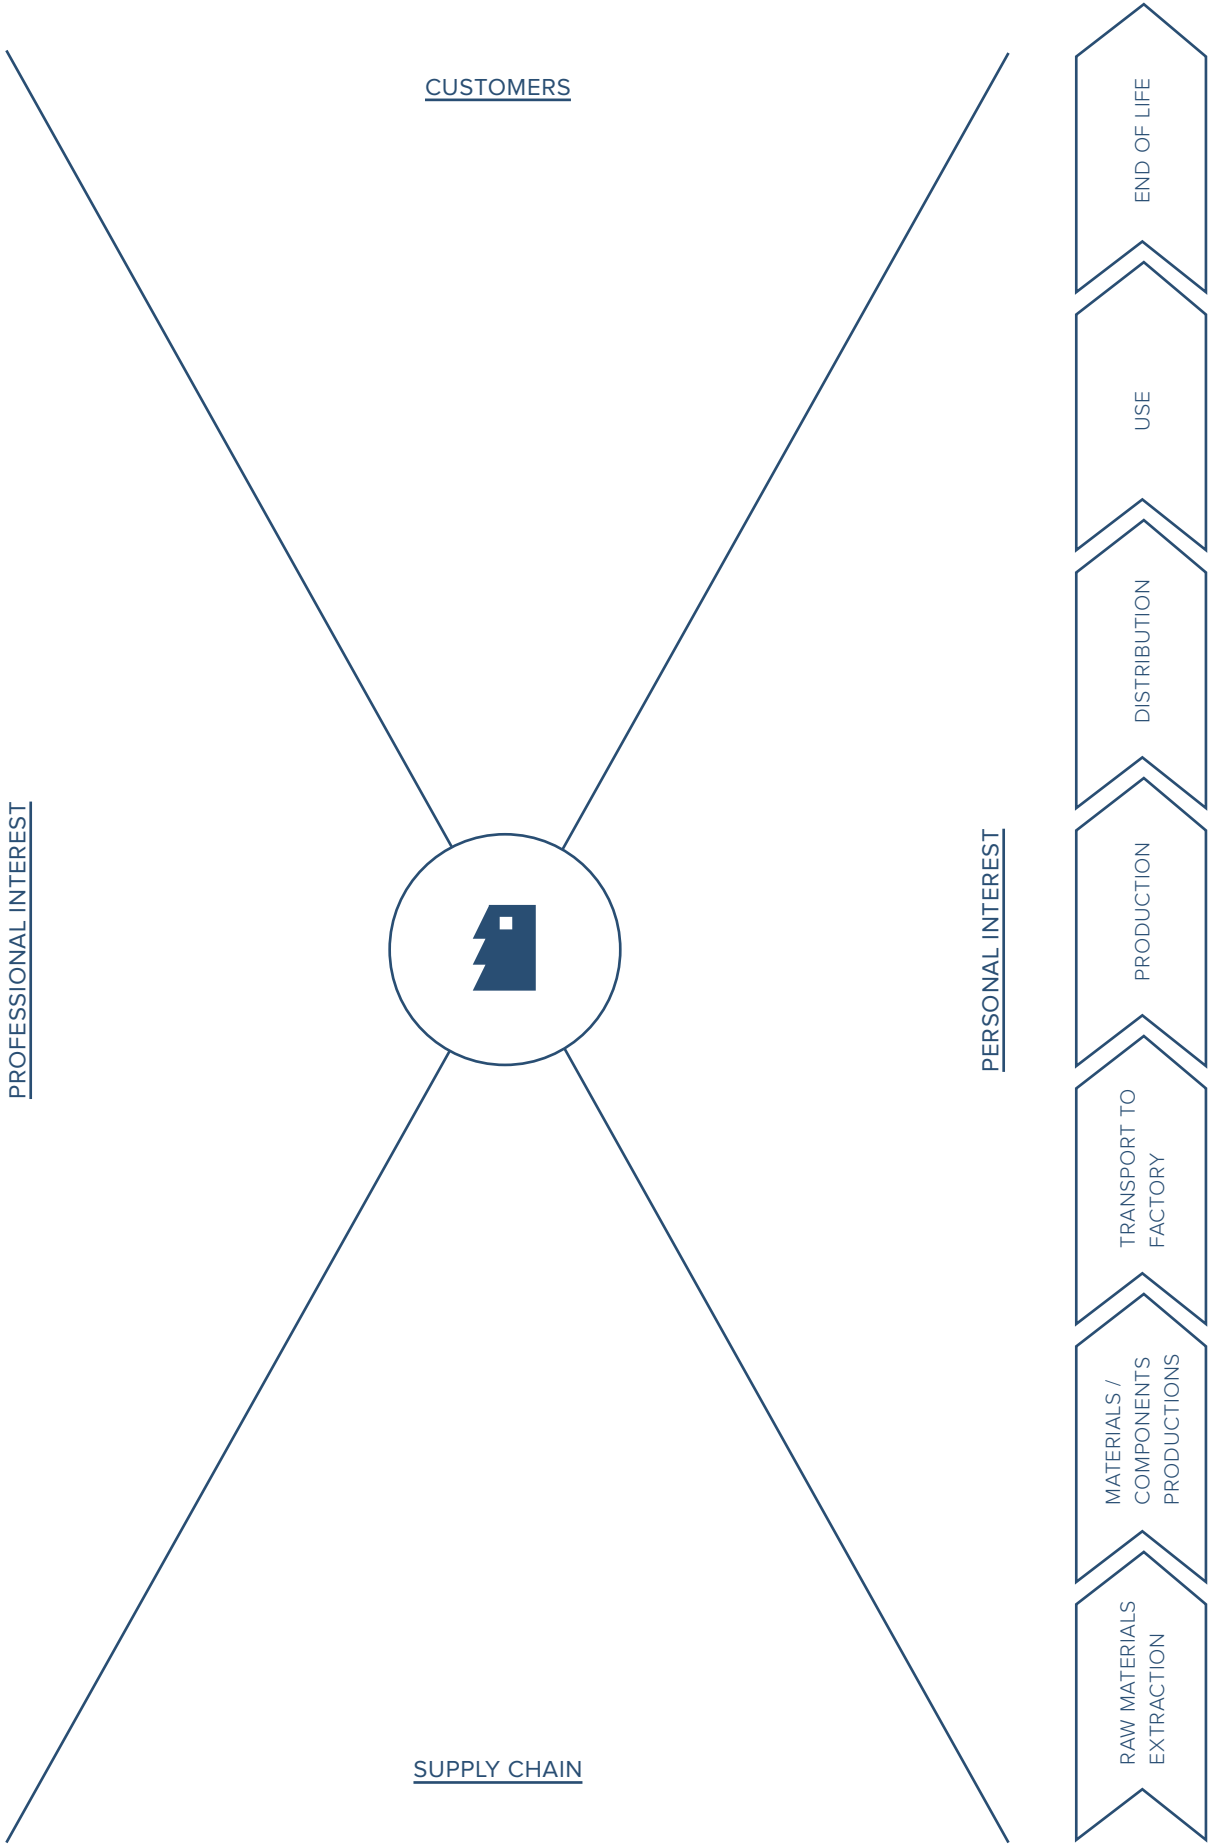 CUSTOMERS
PROFESSIONAL INTEREST
PERSONAL INTEREST
SUPPLY CHAIN
RAW MATERIALS
EXTRACTION
MATERIALS /
COMPONENTS
PRODUCTIONS
TRANSPORT TO
FACTORY
PRODUCTION
DISTRIBUTION
USE
END OF LIFE